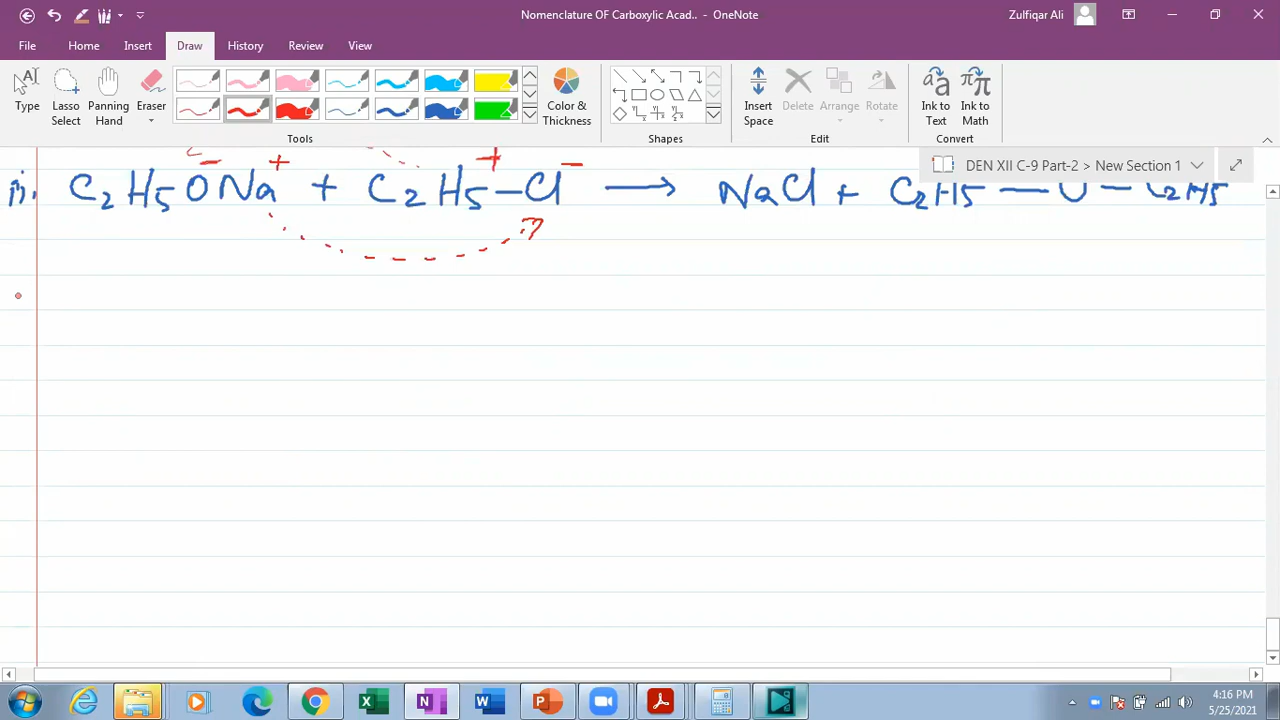 Nomenclature OF Carboxylic Acad.. - OneNote
Zulfiqar Ali
File Home Insert Draw History Review View
Type Lasso Select Panning Hand Eraser
Color & Thickness
Insert Space Delete Arrange Rotate
Ink to Text Ink to Math
Tools Shapes Edit Convert
DEN XII C-9 Part-2 > New Section 1
− + + −
C2H5ONa + C2H5—Cl ⟶ NaCl + C2H5—O—C2H5
4:16 PM
5/25/2021